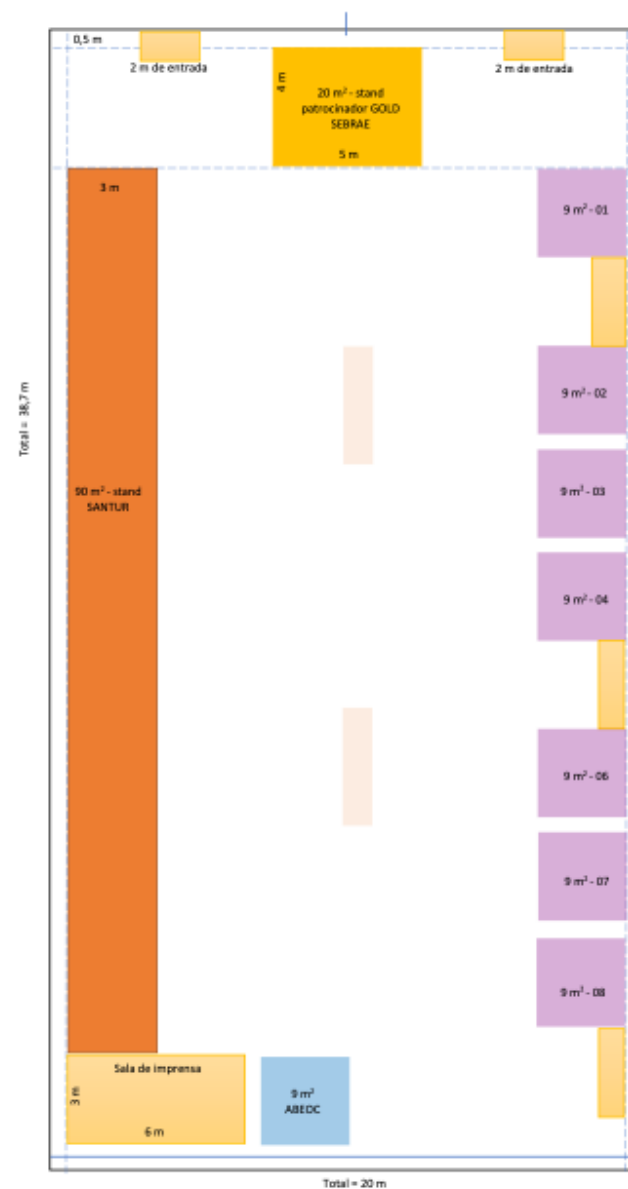 0,5 m
2 m de entrada
2 m de entrada
4 m
20 m² - stand
patrocinador GOLD
SEBRAE
5 m
3 m
9 m² - 01
Total = 38,7 m
9 m² - 02
90 m² - stand
SANTUR
9 m² - 03
9 m² - 04
9 m² - 06
9 m² - 07
9 m² - 08
Sala de imprensa
3 m
6 m
9 m²
ABEOC
Total = 20 m